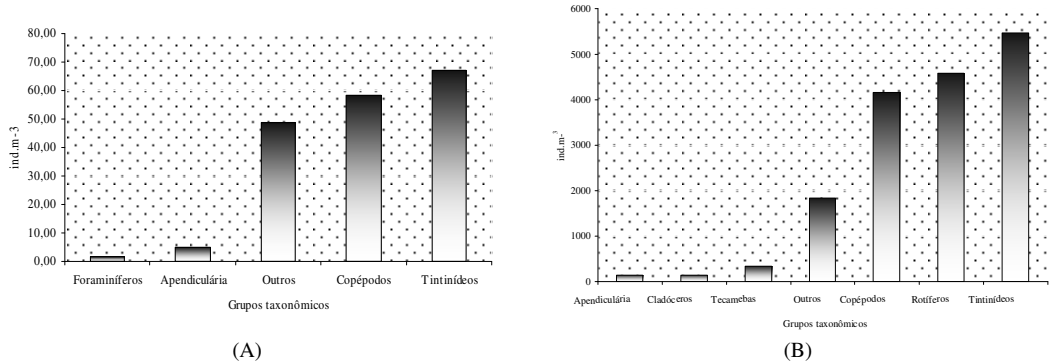 80,00
70,00
60,00
50,00
40,00
30,00
20,00
10,00
0,00
ind.m-3
Foraminíferos Apendiculária Outros Copépodos Tintinídeos
Grupos taxonômicos
(A)
6000
5000
4000
3000
2000
1000
0
ind.m-³
Apendiculária Cladóceros Tecamebas Outros Copépodos Rotíferos Tintinídeos
Grupos taxonômicos
(B)